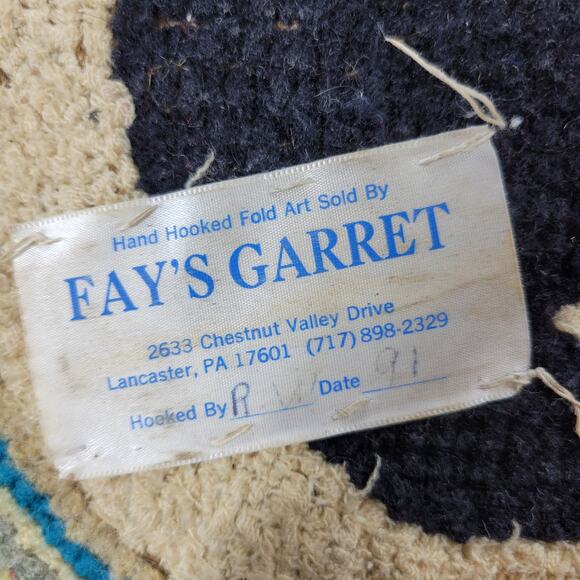 Hand Hooked Fold Art Sold By
FAY'S GARRET
2633 Chestnut Valley Drive
Lancaster, PA 17601 (717) 898-2329
Hooked By R W Date 91